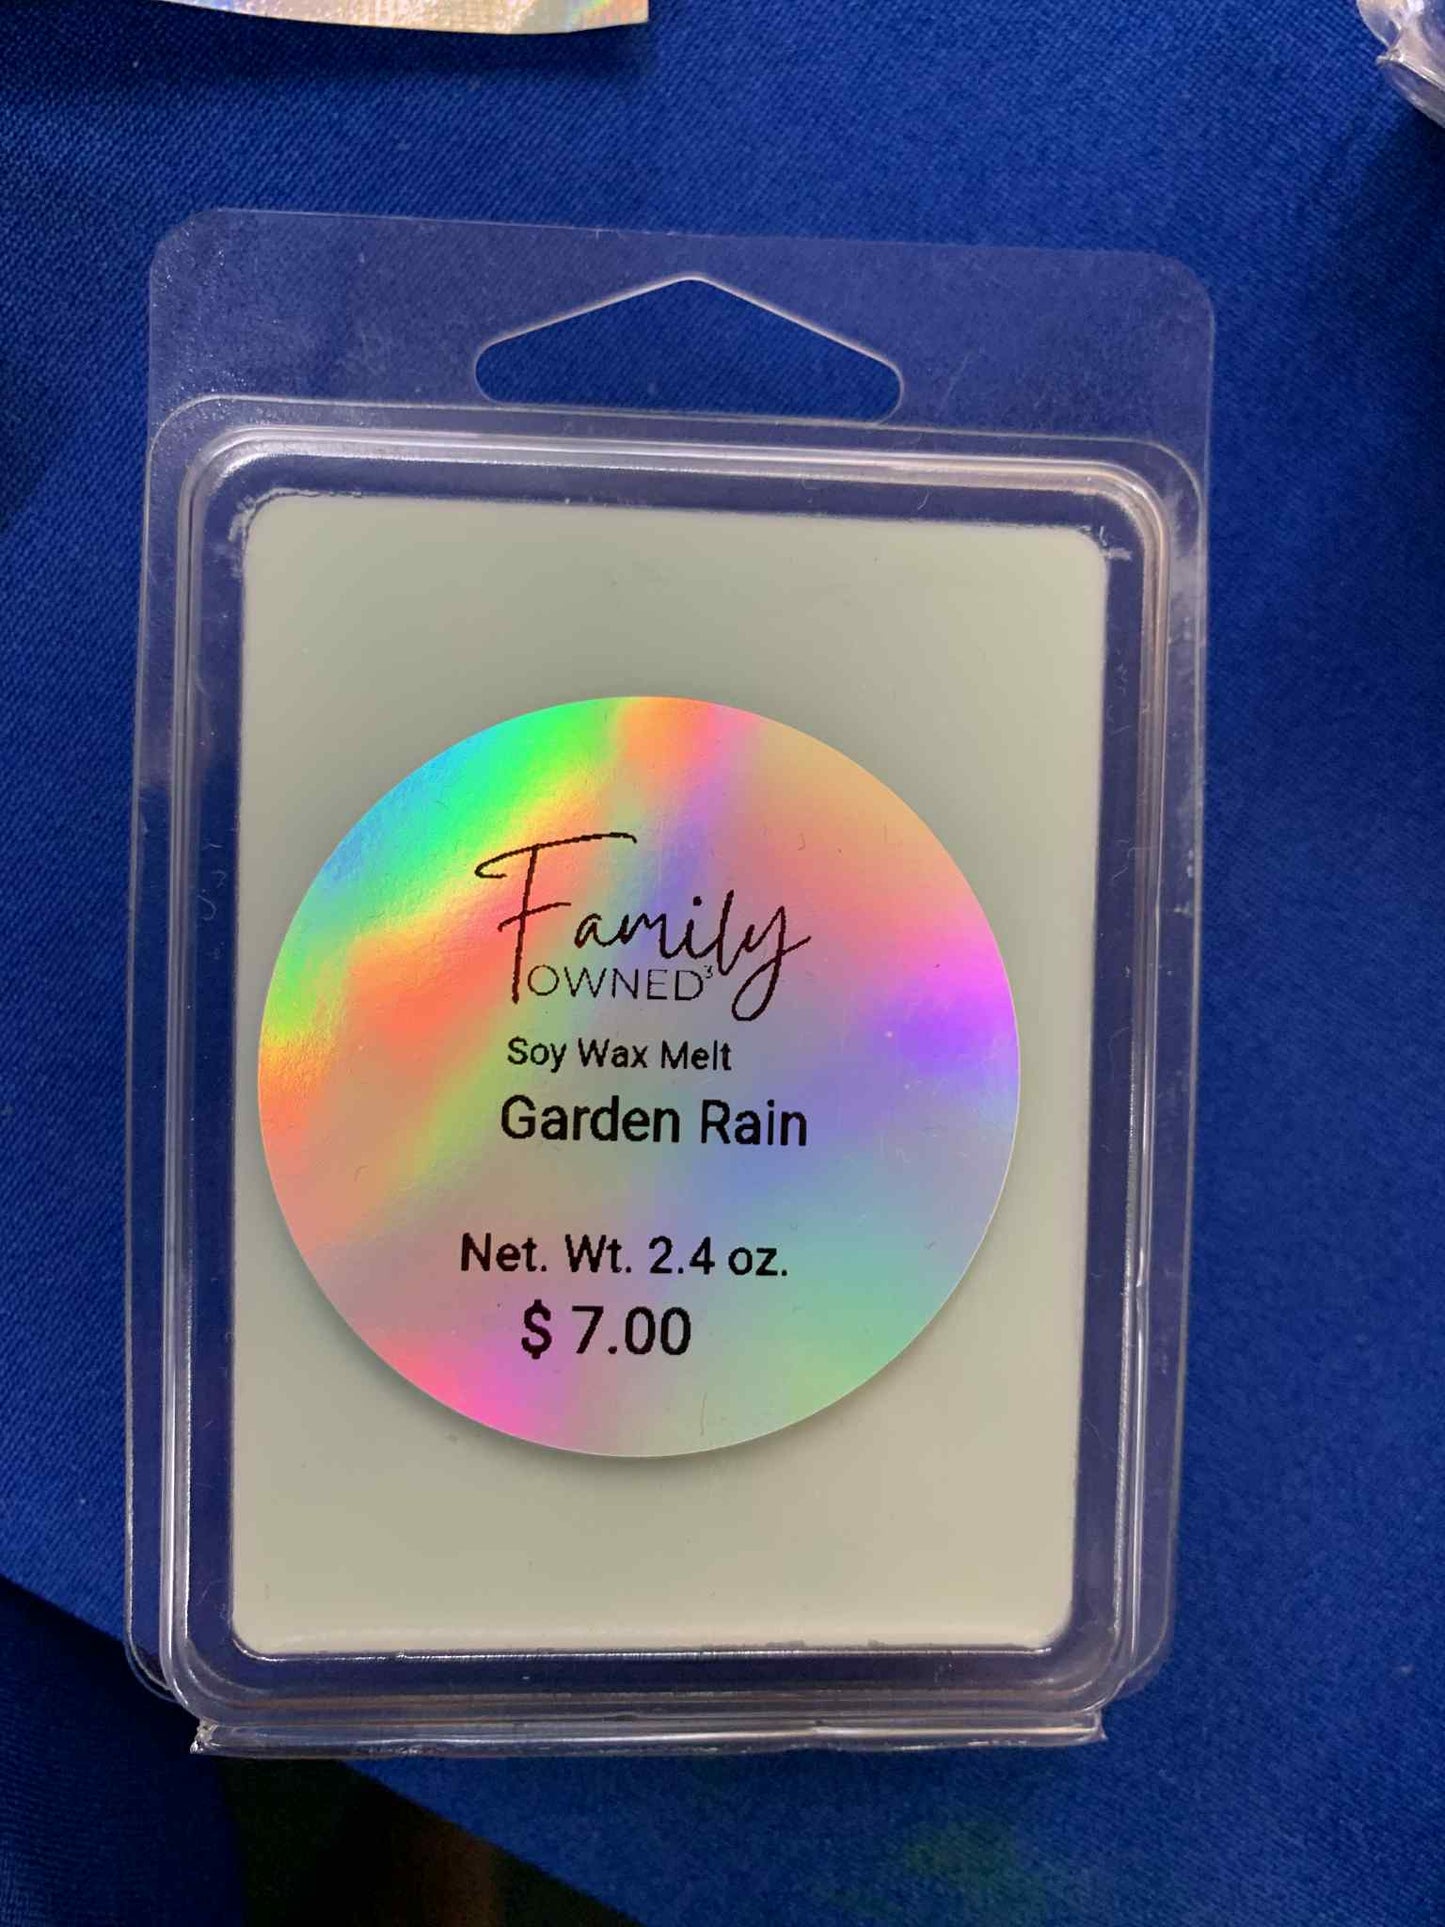 Family
OWNED³
Soy Wax Melt
Garden Rain
Net. Wt. 2.4 oz.
$ 7.00